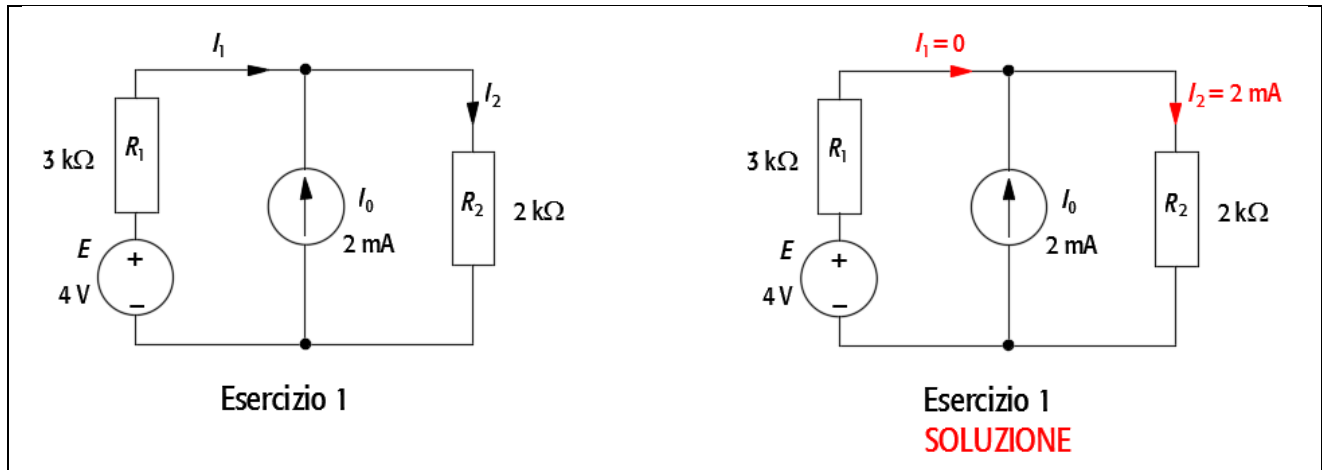 I₁
I₂
R₁
3 kΩ
I₀
R₂
2 kΩ
E
+
2 mA
4 V
−
Esercizio 1
I₁ = 0
I₂ = 2 mA
R₁
3 kΩ
I₀
R₂
2 kΩ
E
+
2 mA
4 V
−
Esercizio 1
SOLUZIONE